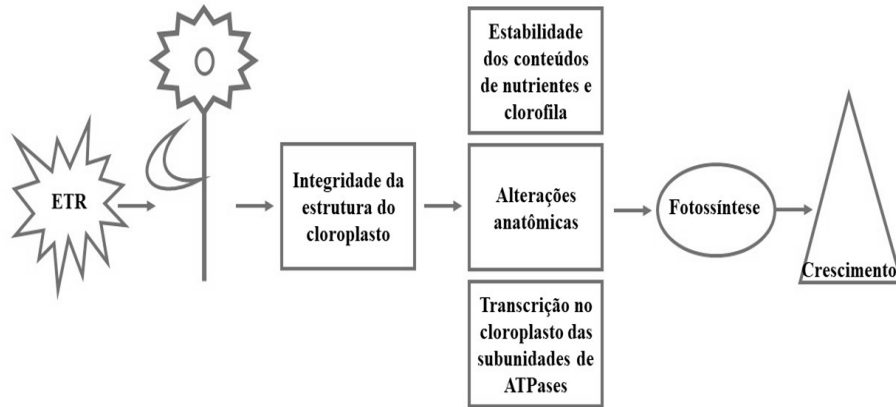 ETR
Integridade da
estrutura do
cloroplasto
Estabilidade
dos conteúdos
de nutrientes e
clorofila
Alterações
anatômicas
Transcrição no
cloroplasto das
subunidades de
ATPases
Fotossíntese
Crescimento